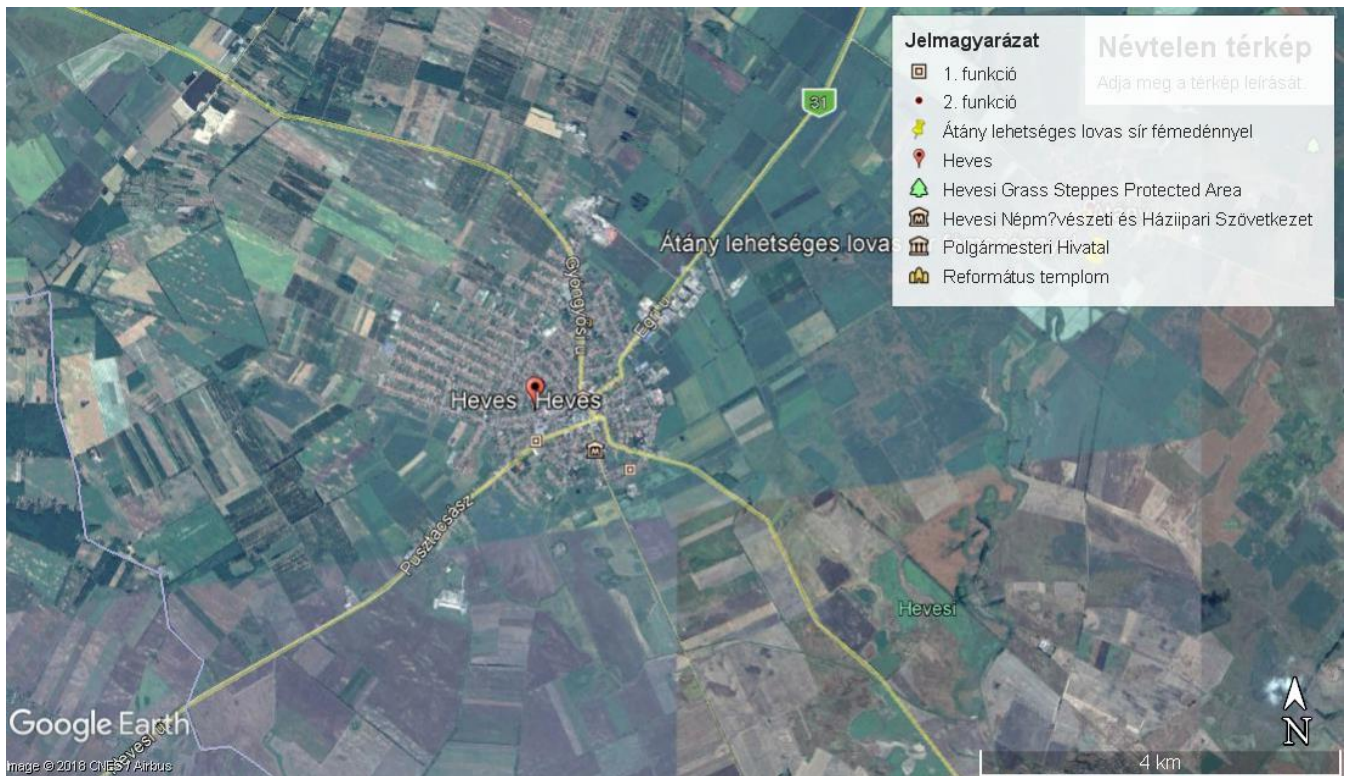 Jelmagyarázat
1. funkció
2. funkció
Átány lehetséges lovas sír fémedénnyel
Heves
Hevesi Grass Steppes Protected Area
Hevesi Népm?vészeti és Háziipari Szövetkezet
Polgármesteri Hivatal
Református templom
Névtelen térkép
Adja meg a térkép leírását.
31
Átány lehetséges lovas
Gyöngyösi u
Egri u
Heves
Heves
Pusztacsász
Hevesi
Hevesi u
Google Earth
Image © 2018 CNES / Airbus
N
4 km